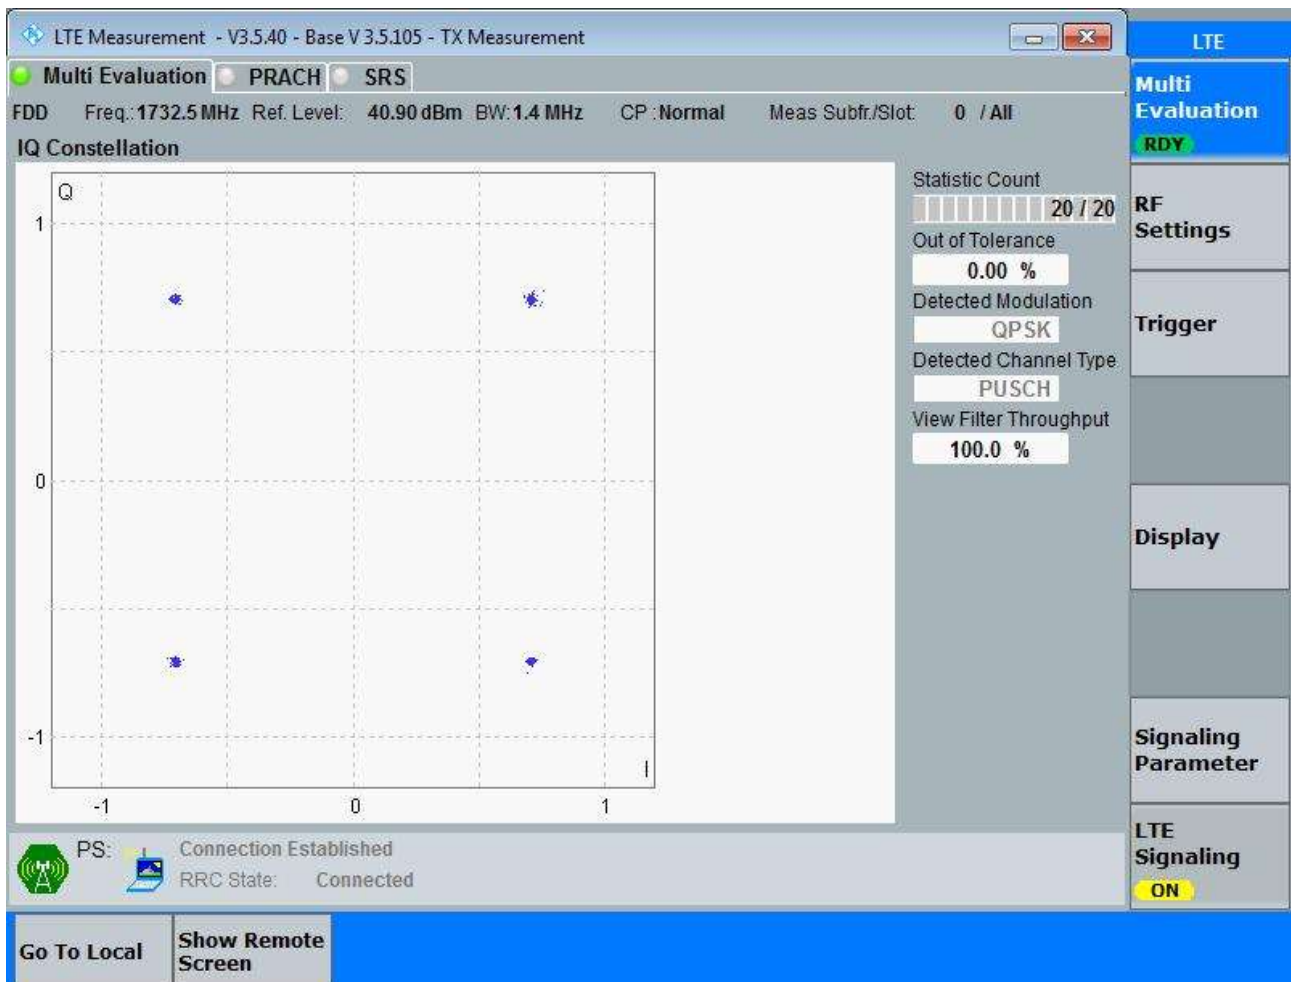 LTE Measurement - V3.5.40 - Base V 3.5.105 - TX Measurement
LTE
Multi Evaluation PRACH SRS
FDD Freq.: 1732.5 MHz Ref. Level: 40.90 dBm BW: 1.4 MHz CP : Normal Meas Subfr./Slot: 0 / All
IQ Constellation
Q
1
0
-1
-1 0 1
I
Statistic Count
20 / 20
Out of Tolerance
0.00 %
Detected Modulation
QPSK
Detected Channel Type
PUSCH
View Filter Throughput
100.0 %
Multi
Evaluation
RDY
RF
Settings
Trigger
Display
Signaling
Parameter
LTE
Signaling
ON
PS: Connection Established
RRC State: Connected
Go To Local
Show Remote
Screen